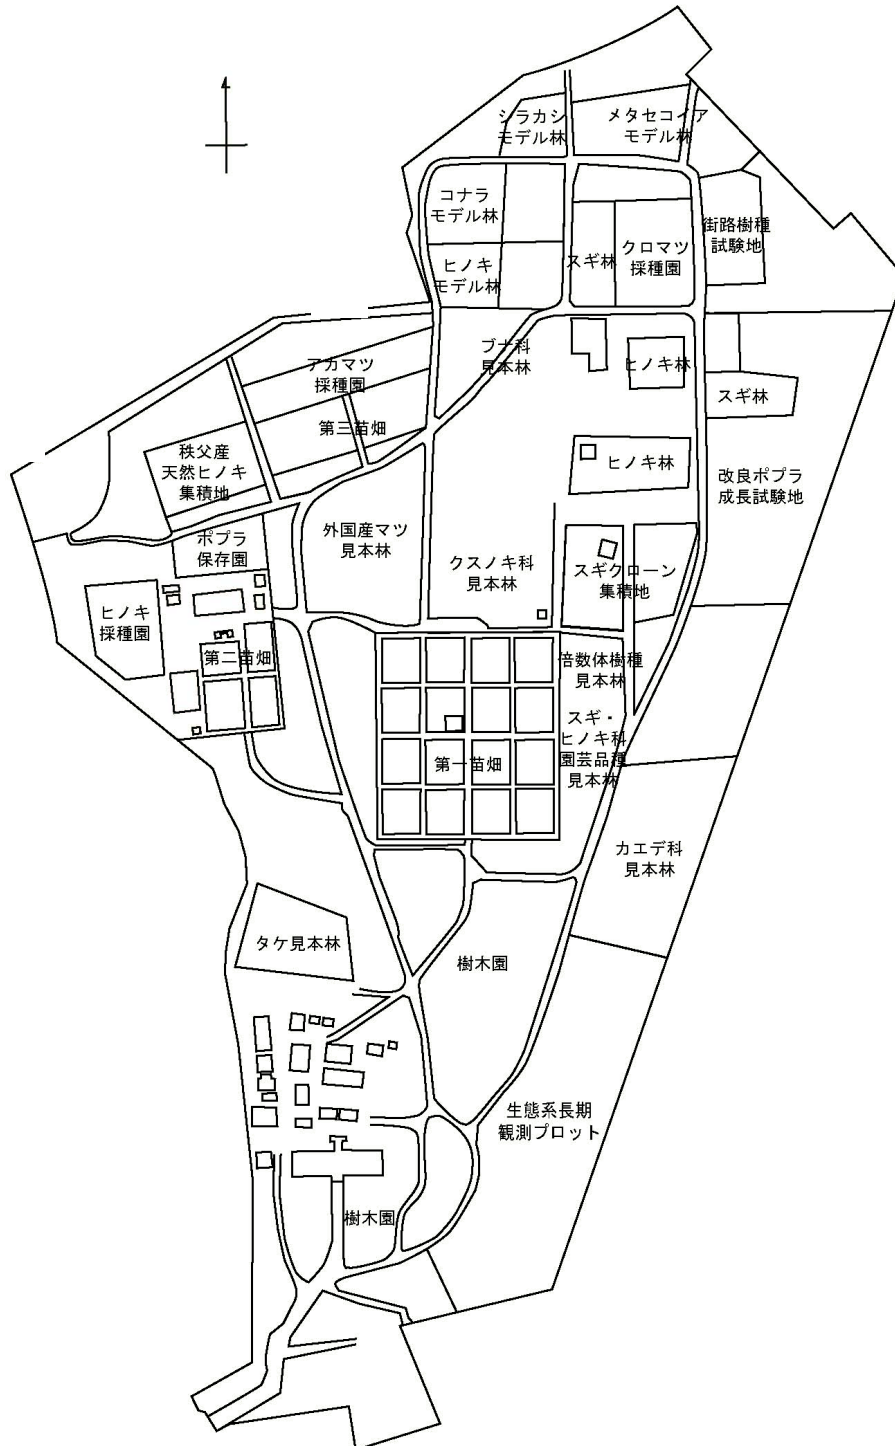 シラカシ
モデル林
メタセコイア
モデル林
コナラ
モデル林
街路樹種
試験地
クロマツ
採種園
スギ林
ヒノキ
モデル林
ブナ科
見本林
ヒノキ林
アカマツ
採種園
スギ林
第三苗畑
秩父産
天然ヒノキ
集積地
ヒノキ林
改良ポプラ
成長試験地
外国産マツ
見本林
ポプラ
保存園
クスノキ科
見本林
スギクローン
集積地
ヒノキ
採種園
第二苗畑
倍数体樹種
見本林
スギ・
ヒノキ科
園芸品種
見本林
第一苗畑
カエデ科
見本林
タケ見本林
樹木園
生態系長期
観測プロット
樹木園